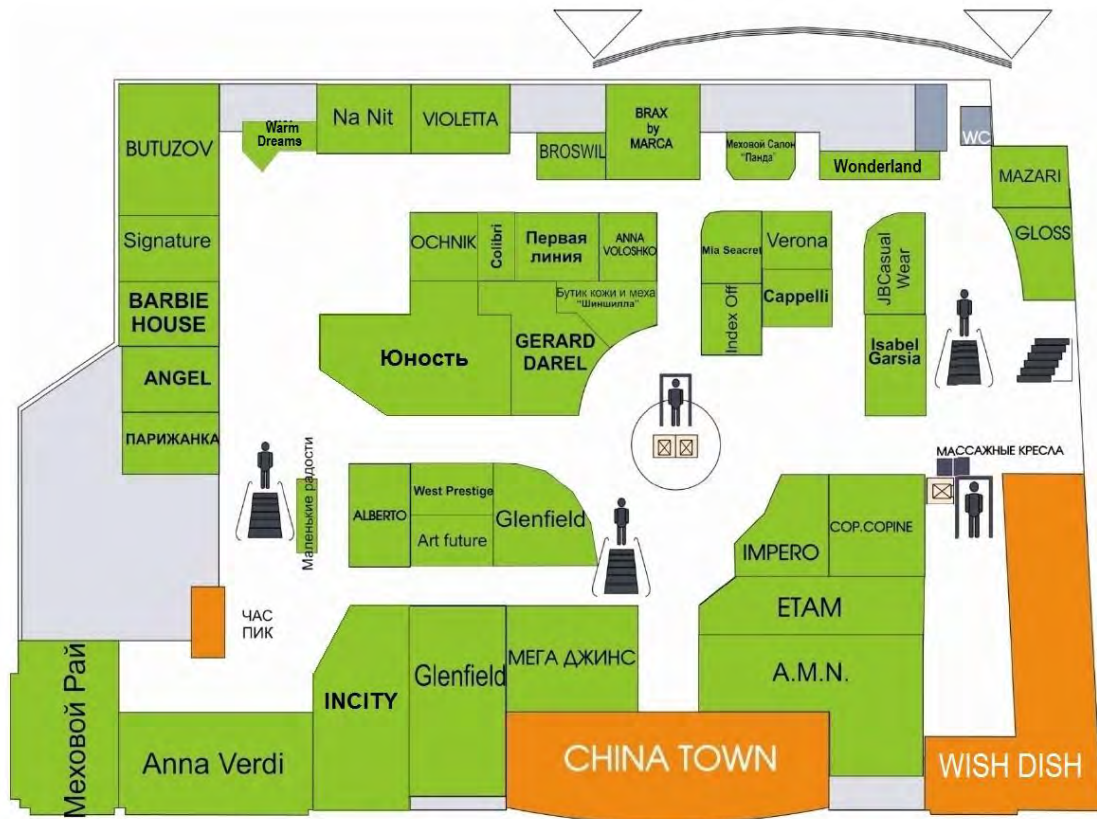 BUTUZOV
Warm
Dreams
Na Nit
VIOLETTA
BROSWIL
BRAX
by
MARCA
Меховой Салон
"Панда"
Wonderland
WC
MAZARI
GLOSS
Signature
BARBIE
HOUSE
ANGEL
ПАРИЖАНКА
OCHNIK
Colibri
Первая
линия
ANNA
VOLOSHKO
Бутик кожи и меха
"Шиншилла"
Юность
GERARD
DAREL
Mia Seacret
Verona
Index Off
Cappelli
JBCasual
Wear
Isabel
Garsia
МАССАЖНЫЕ КРЕСЛА
Маленькие радости
ALBERTO
West Prestige
Art future
Glenfield
IMPERO
COP.COPINE
ETAM
A.M.N.
ЧАС
ПИК
Меховой Рай
Anna Verdi
INCITY
Glenfield
МЕГА ДЖИНС
CHINA TOWN
WISH DISH